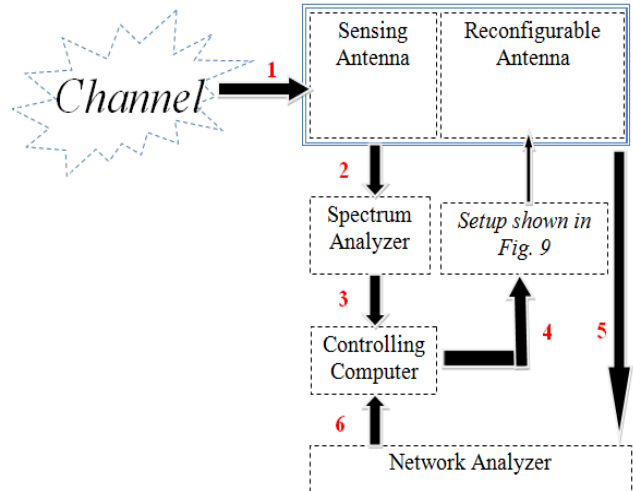 Channel
1
Sensing
Antenna
Reconfigurable
Antenna
2
Spectrum
Analyzer
Setup shown in
Fig. 9
3
4
5
Controlling
Computer
6
Network Analyzer